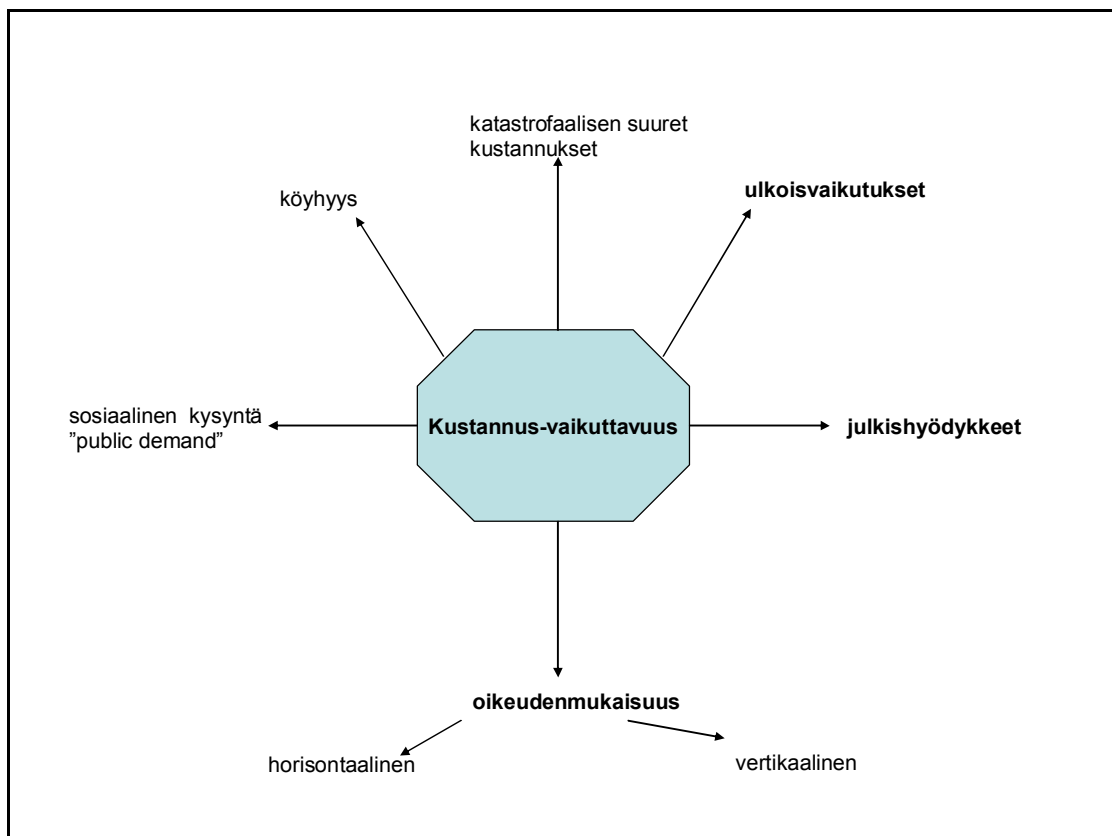 katastrofaalisen suuret
kustannukset
ulkoisvaikutukset
köyhyys
sosiaalinen kysyntä
”public demand”
Kustannus-vaikuttavuus
julkishyödykkeet
oikeudenmukaisuus
horisontaalinen
vertikaalinen